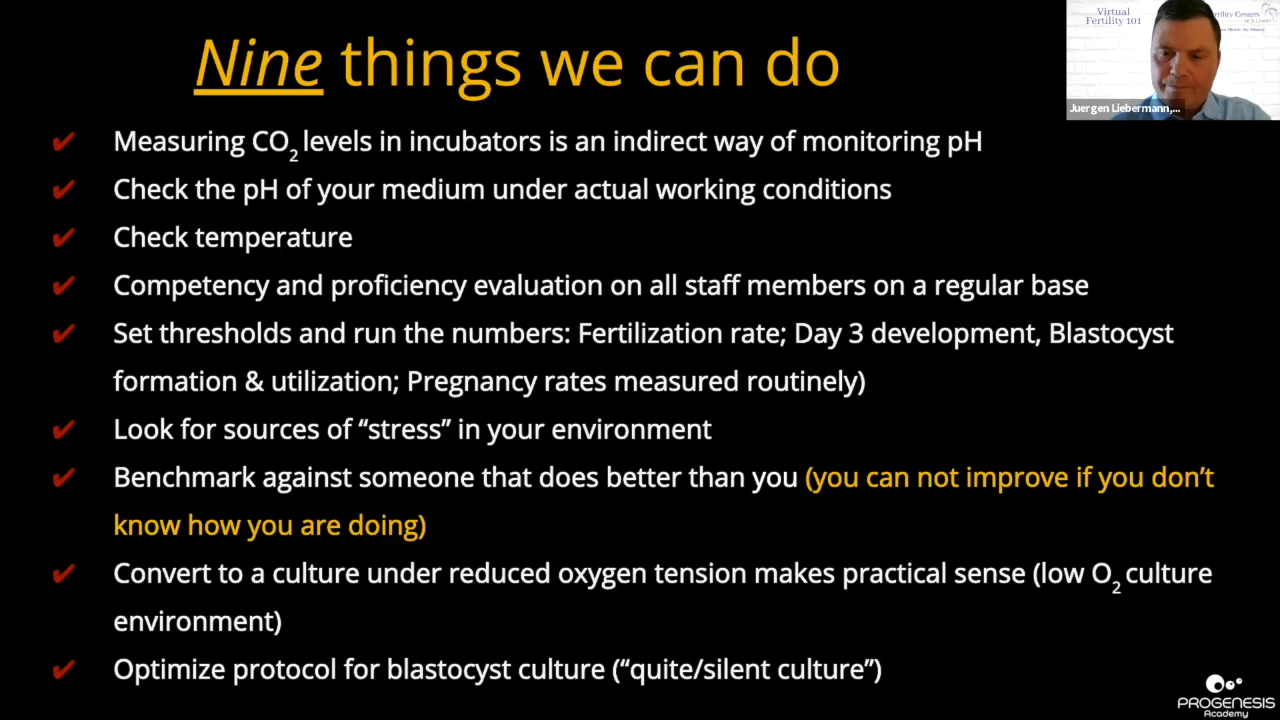 Nine things we can do
Virtual
Fertility 101
Juergen Liebermann,...
✔ Measuring CO₂ levels in incubators is an indirect way of monitoring pH
✔ Check the pH of your medium under actual working conditions
✔ Check temperature
✔ Competency and proficiency evaluation on all staff members on a regular base
✔ Set thresholds and run the numbers: Fertilization rate; Day 3 development, Blastocyst
formation & utilization; Pregnancy rates measured routinely)
✔ Look for sources of “stress” in your environment
✔ Benchmark against someone that does better than you (you can not improve if you don’t
know how you are doing)
✔ Convert to a culture under reduced oxygen tension makes practical sense (low O₂ culture
environment)
✔ Optimize protocol for blastocyst culture (“quite/silent culture”)
PROGENESIS
Academy